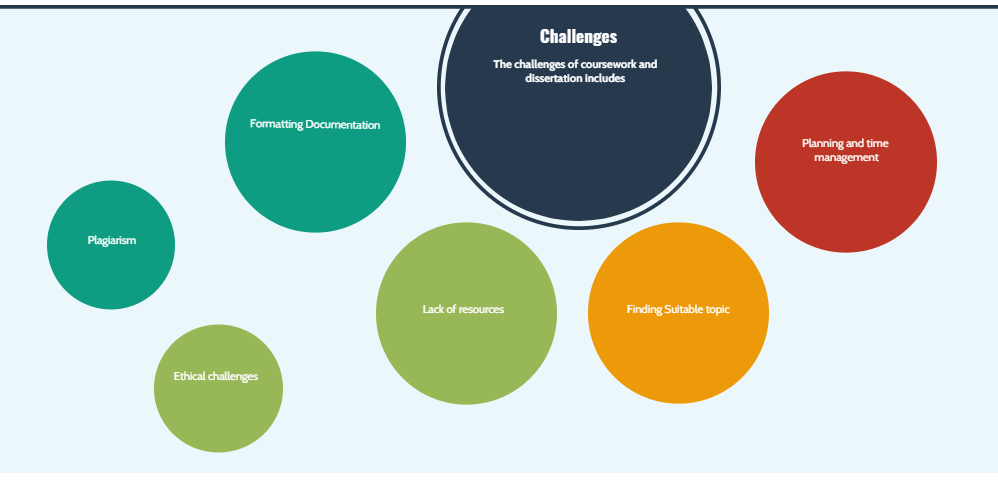 Challenges
The challenges of coursework and
dissertation includes
Formatting Documentation
Planning and time
management
Plagiarism
Lack of resources
Finding Suitable topic
Ethical challenges